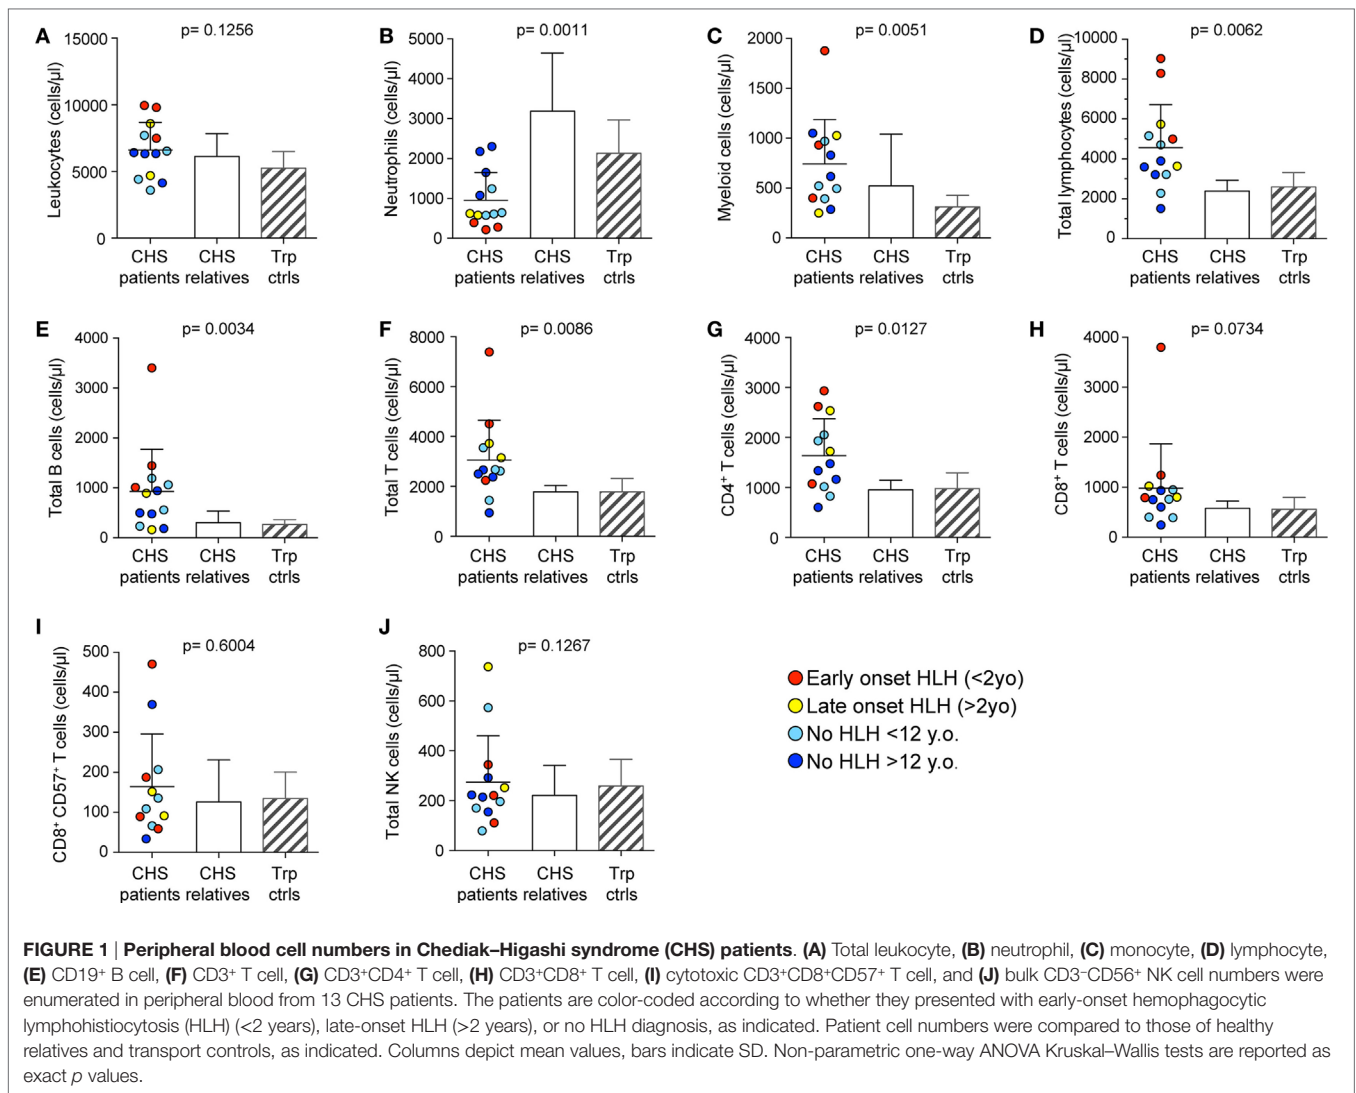 A
p= 0.1256
Leukocytes (cells/µl)
15000
10000
5000
0
CHS patients
CHS relatives
Trp ctrls
B
p= 0.0011
Neutrophils (cells/µl)
5000
4000
3000
2000
1000
0
CHS patients
CHS relatives
Trp ctrls
C
p= 0.0051
Myeloid cells (cells/µl)
2000
1500
1000
500
0
CHS patients
CHS relatives
Trp ctrls
D
p= 0.0062
Total lymphocytes (cells/µl)
10000
8000
6000
4000
2000
0
CHS patients
CHS relatives
Trp ctrls
E
p= 0.0034
Total B cells (cells/µl)
4000
3000
2000
1000
0
CHS patients
CHS relatives
Trp ctrls
F
p= 0.0086
Total T cells (cells/µl)
8000
6000
4000
2000
0
CHS patients
CHS relatives
Trp ctrls
G
p= 0.0127
CD4⁺ T cells (cells/µl)
4000
3000
2000
1000
0
CHS patients
CHS relatives
Trp ctrls
H
p= 0.0734
CD8⁺ T cells (cells/µl)
4000
3000
2000
1000
0
CHS patients
CHS relatives
Trp ctrls
I
p= 0.6004
CD8⁺ CD57⁺ T cells (cells/µl)
500
400
300
200
100
0
CHS patients
CHS relatives
Trp ctrls
J
p= 0.1267
Total NK cells (cells/µl)
800
600
400
200
0
CHS patients
CHS relatives
Trp ctrls
Early onset HLH (<2yo)
Late onset HLH (>2yo)
No HLH <12 y.o.
No HLH >12 y.o.
FIGURE 1 | Peripheral blood cell numbers in Chediak–Higashi syndrome (CHS) patients. (A) Total leukocyte, (B) neutrophil, (C) monocyte, (D) lymphocyte,
(E) CD19⁺ B cell, (F) CD3⁺ T cell, (G) CD3⁺CD4⁺ T cell, (H) CD3⁺CD8⁺ T cell, (I) cytotoxic CD3⁺CD8⁺CD57⁺ T cell, and (J) bulk CD3⁻CD56⁺ NK cell numbers were
enumerated in peripheral blood from 13 CHS patients. The patients are color-coded according to whether they presented with early-onset hemophagocytic
lymphohistiocytosis (HLH) (<2 years), late-onset HLH (>2 years), or no HLH diagnosis, as indicated. Patient cell numbers were compared to those of healthy
relatives and transport controls, as indicated. Columns depict mean values, bars indicate SD. Non-parametric one-way ANOVA Kruskal–Wallis tests are reported as
exact p values.